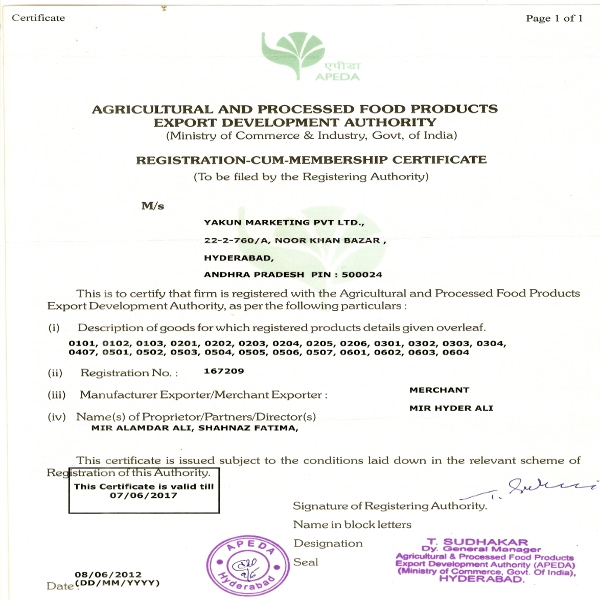 Certificate
Page 1 of 1
एपीडा
APEDA
AGRICULTURAL AND PROCESSED FOOD PRODUCTS
EXPORT DEVELOPMENT AUTHORITY
(Ministry of Commerce & Industry, Govt, of India)
REGISTRATION-CUM-MEMBERSHIP CERTIFICATE
(To be filed by the Registering Authority)
M/s
YAKUN MARKETING PVT LTD.,
22-2-760/A, NOOR KHAN BAZAR ,
HYDERABAD,
ANDHRA PRADESH PIN : 500024
This is to certify that firm is registered with the Agricultural and Processed Food Products
Export Development Authority, as per the following particulars :
(i) Description of goods for which registered products details given overleaf.
0101, 0102, 0103, 0201, 0202, 0203, 0204, 0205, 0206, 0301, 0302, 0303, 0304,
0407, 0501, 0502, 0503, 0504, 0505, 0506, 0507, 0601, 0602, 0603, 0604
(ii) Registration No. : 167209
(iii) Manufacturer Exporter/Merchant Exporter : MERCHANT
MIR HYDER ALI
(iv) Name(s) of Proprietor/Partners/Director(s)
MIR ALAMDAR ALI, SHAHNAZ FATIMA,
This certificate is issued subject to the conditions laid down in the relevant scheme of
Registration of this Authority.
This Certificate is valid till
07/06/2017
Signature of Registering Authority.
Name in block letters
Designation
Seal
T. SUDHAKAR
Dy. General Manager
Agricultural & Processed Food Products
Export Development Authority (APEDA)
(Ministry of Commerce, Govt. Of India),
HYDERABAD.
APEDA
Hyderabad
08/06/2012
Date (DD/MM/YYYY)